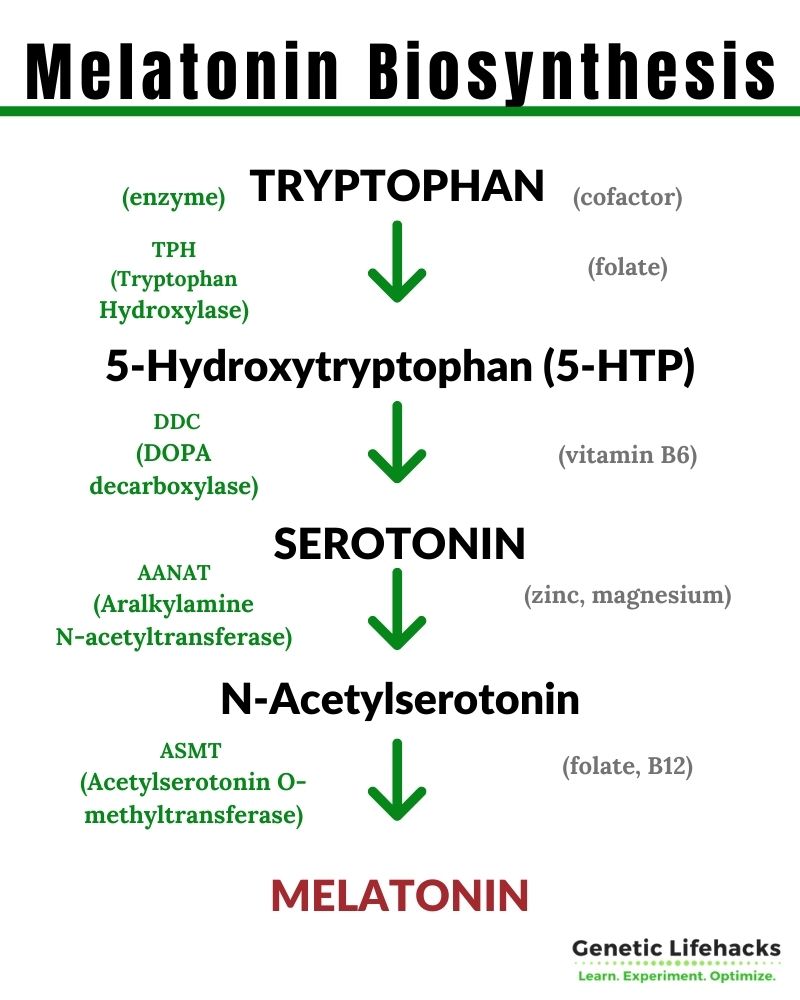 Melatonin Biosynthesis
(enzyme) TRYPTOPHAN (cofactor)
TPH
(Tryptophan
Hydroxylase)
(folate)
5-Hydroxytryptophan (5-HTP)
DDC
(DOPA
decarboxylase)
(vitamin B6)
SEROTONIN
AANAT
(Aralkylamine
N-acetyltransferase)
(zinc, magnesium)
N-Acetylserotonin
ASMT
(Acetylserotonin O-
methyltransferase)
(folate, B12)
MELATONIN
Genetic Lifehacks
Learn. Experiment. Optimize.